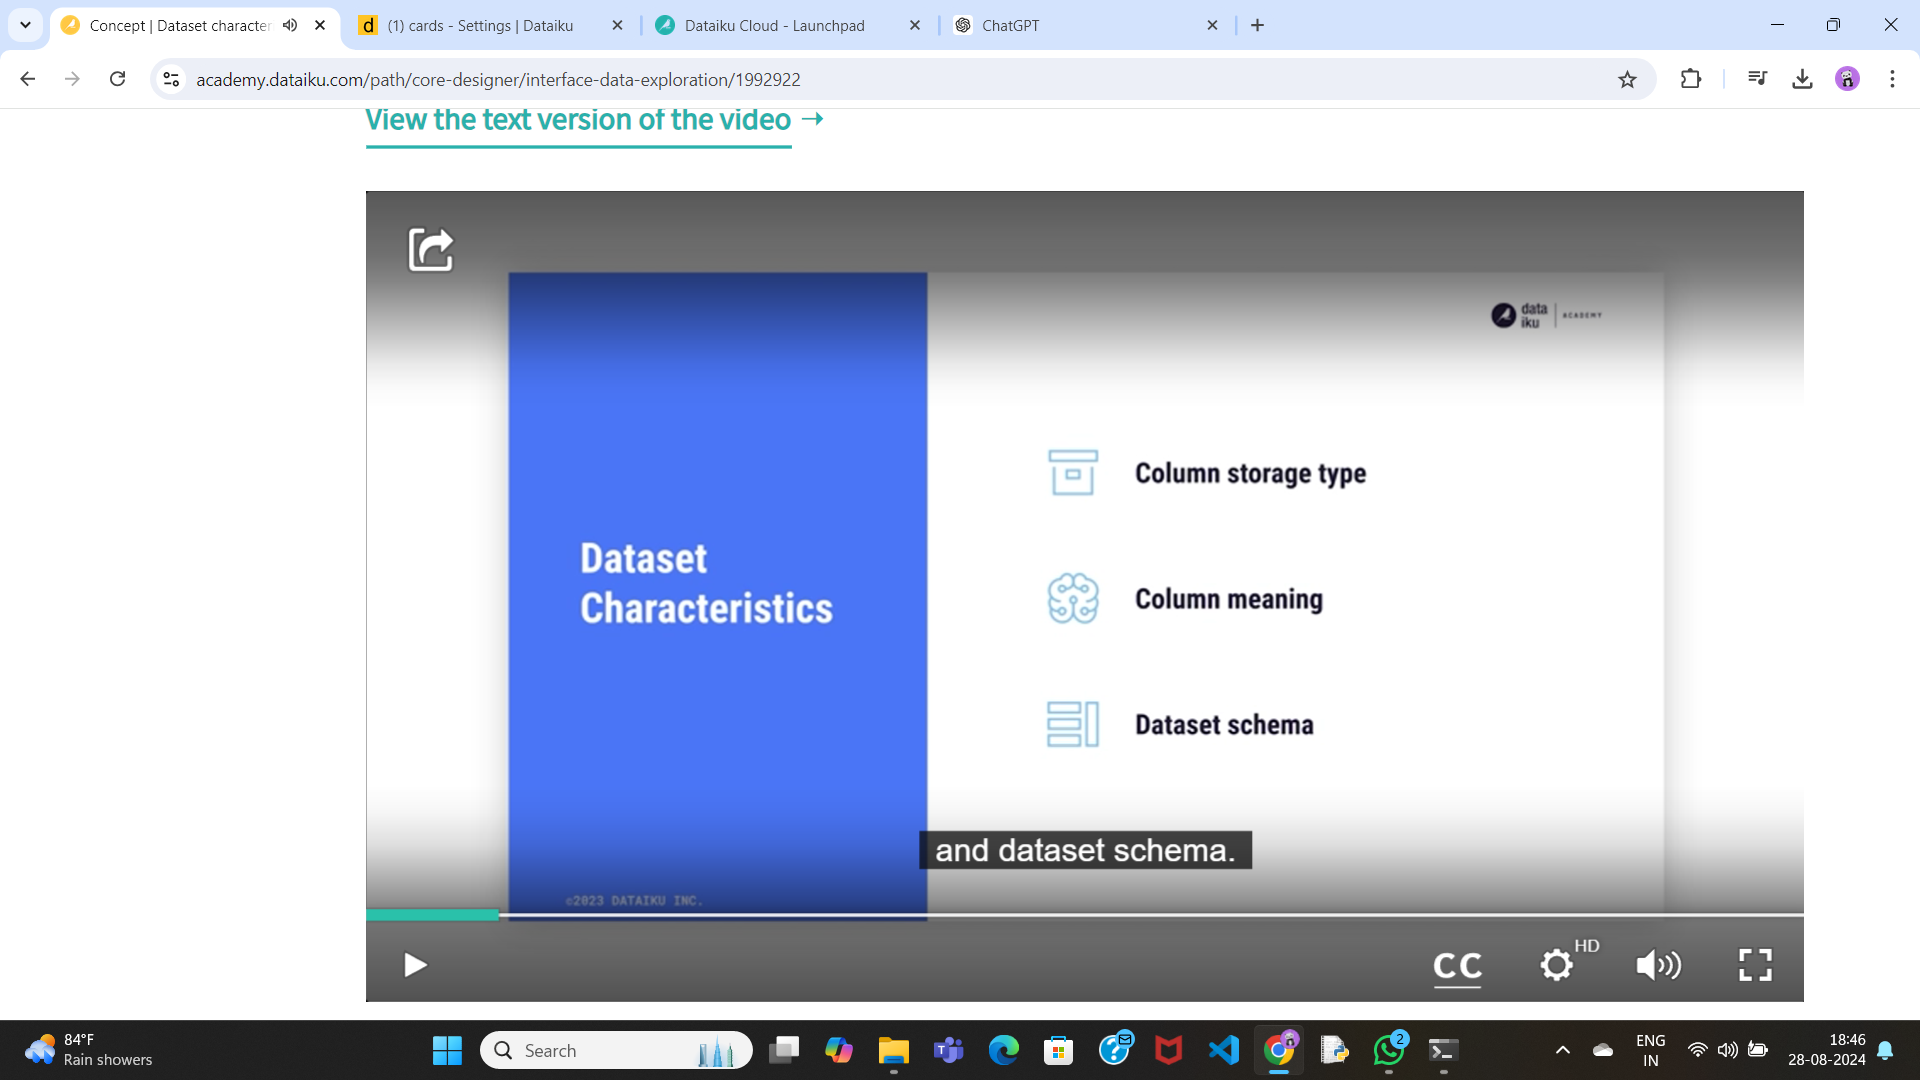 Concept | Dataset character
(1) cards - Settings | Dataiku
Dataiku Cloud - Launchpad
ChatGPT
academy.dataiku.com/path/core-designer/interface-data-exploration/1992922
View the text version of the video →
data
iku
ACADEMY
Column storage type
Dataset
Characteristics
Column meaning
Dataset schema
and dataset schema.
©2023 DATAIKU INC.
CC
HD
84°F
Rain showers
Search
2
ENG
IN
18:46
28-08-2024